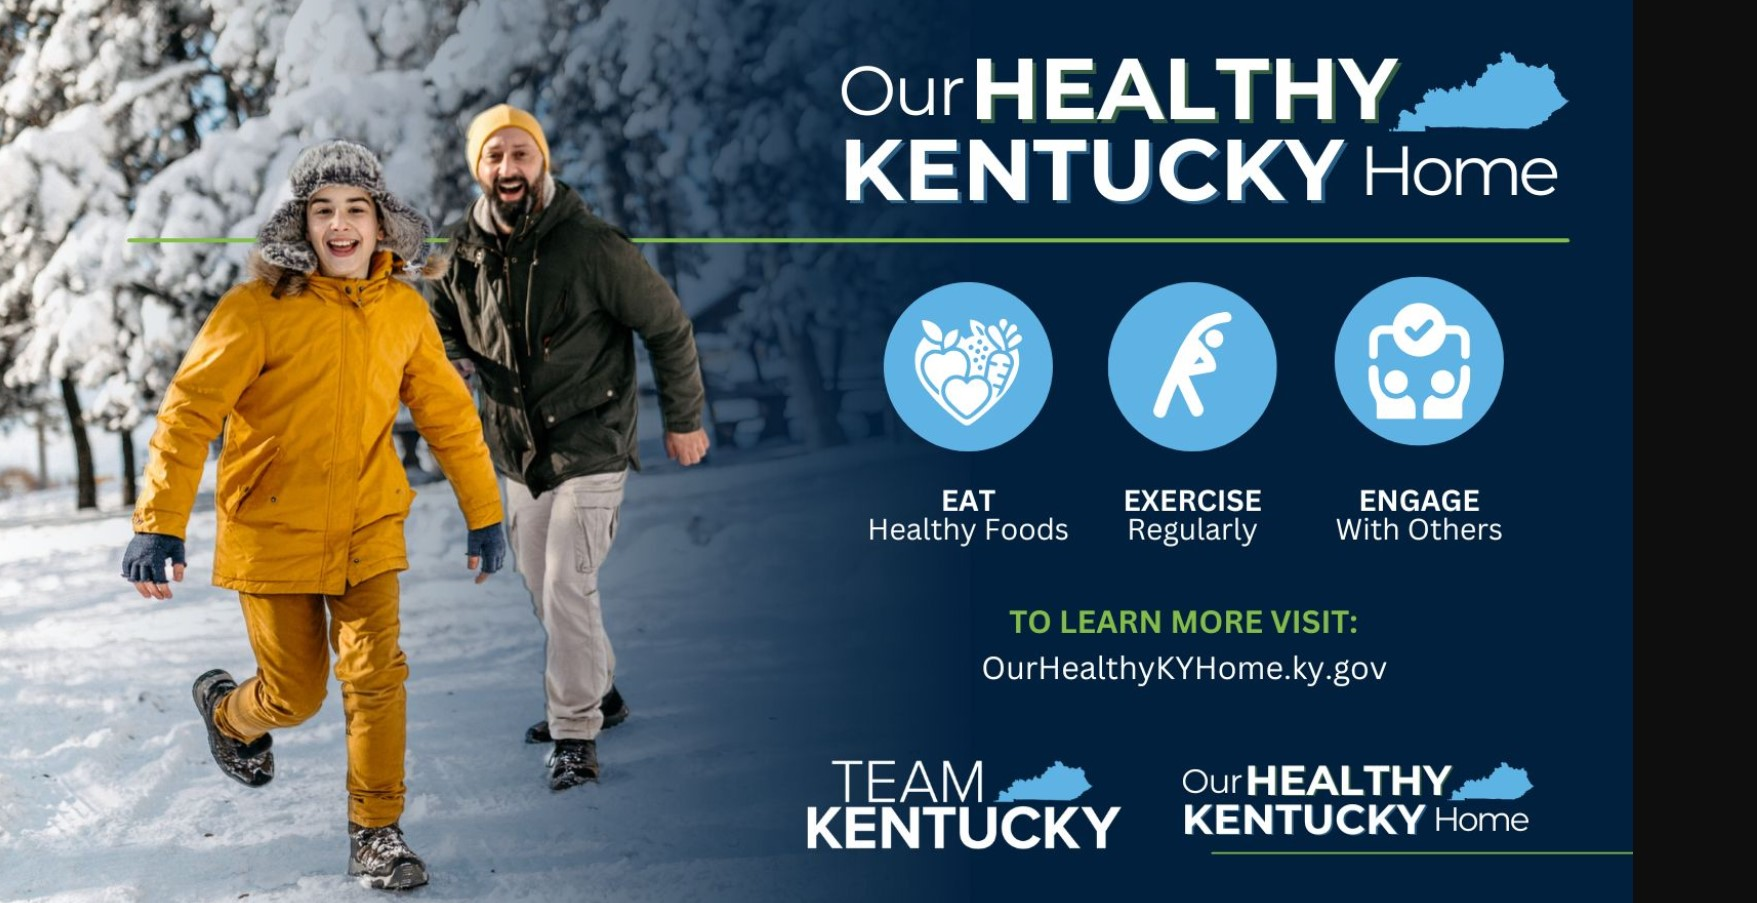 Our HEALTHY
KENTUCKY Home
EAT
Healthy Foods
EXERCISE
Regularly
ENGAGE
With Others
TO LEARN MORE VISIT:
OurHealthyKYHome.ky.gov
TEAM
KENTUCKY
Our HEALTHY
KENTUCKY Home